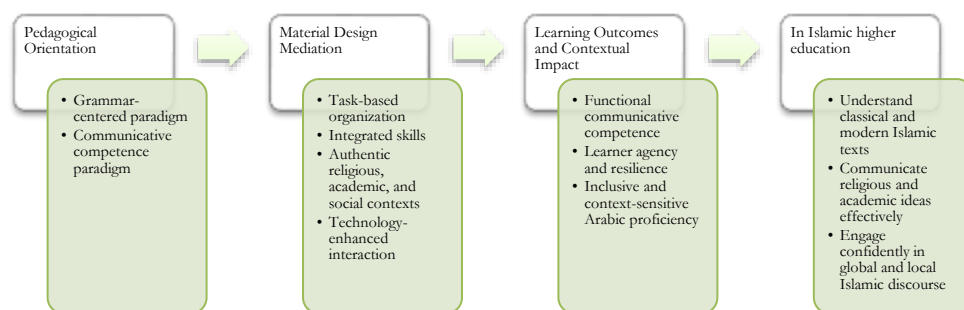 Pedagogical
Orientation
• Grammar-
centered paradigm
• Communicative
competence
paradigm
Material Design
Mediation
• Task-based
organization
• Integrated skills
• Authentic
religious,
academic, and
social contexts
• Technology-
enhanced
interaction
Learning Outcomes
and Contextual
Impact
• Functional
communicative
competence
• Learner agency
and resilience
• Inclusive and
context-sensitive
Arabic proficiency
In Islamic higher
education
• Understand
classical and
modern Islamic
texts
• Communicate
religious and
academic ideas
effectively
• Engage
confidently in
global and local
Islamic discourse